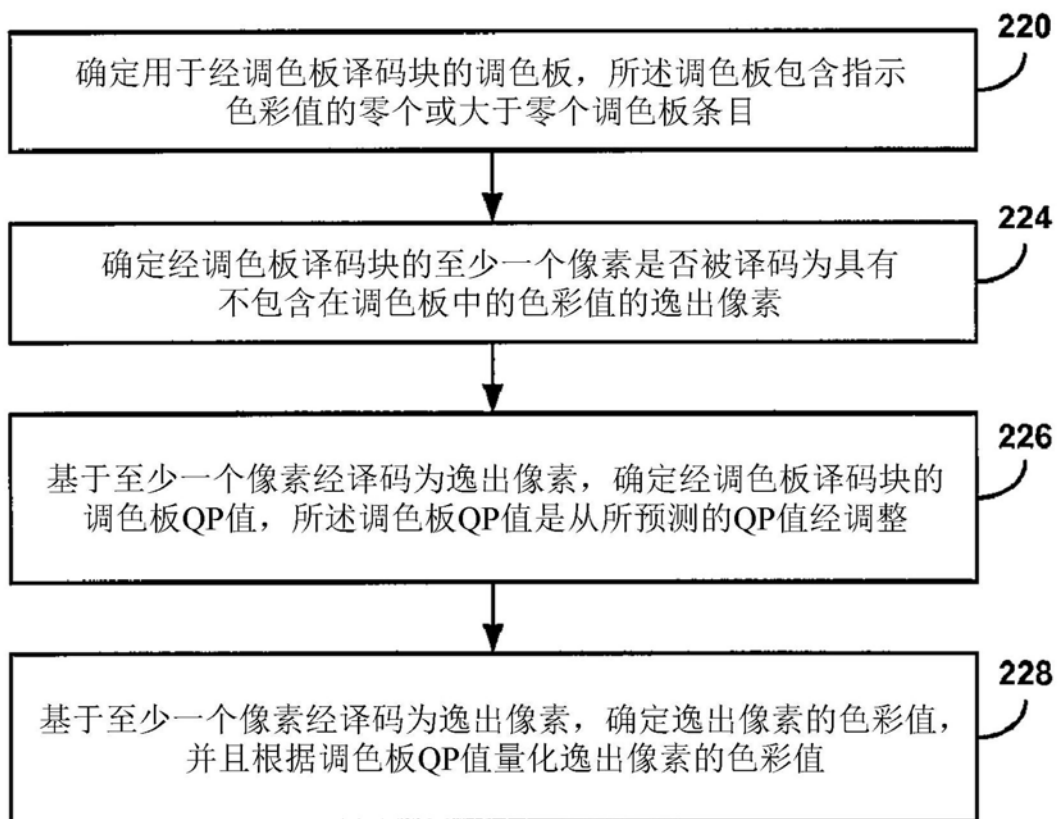 220
确定用于经调色板译码块的调色板，所述调色板包含指示
色彩值的零个或大于零个调色板条目
224
确定经调色板译码块的至少一个像素是否被译码为具有
不包含在调色板中的色彩值的逸出像素
226
基于至少一个像素经译码为逸出像素，确定经调色板译码块的
调色板QP值，所述调色板QP值是从所预测的QP值经调整
228
基于至少一个像素经译码为逸出像素，确定逸出像素的色彩值，
并且根据调色板QP值量化逸出像素的色彩值